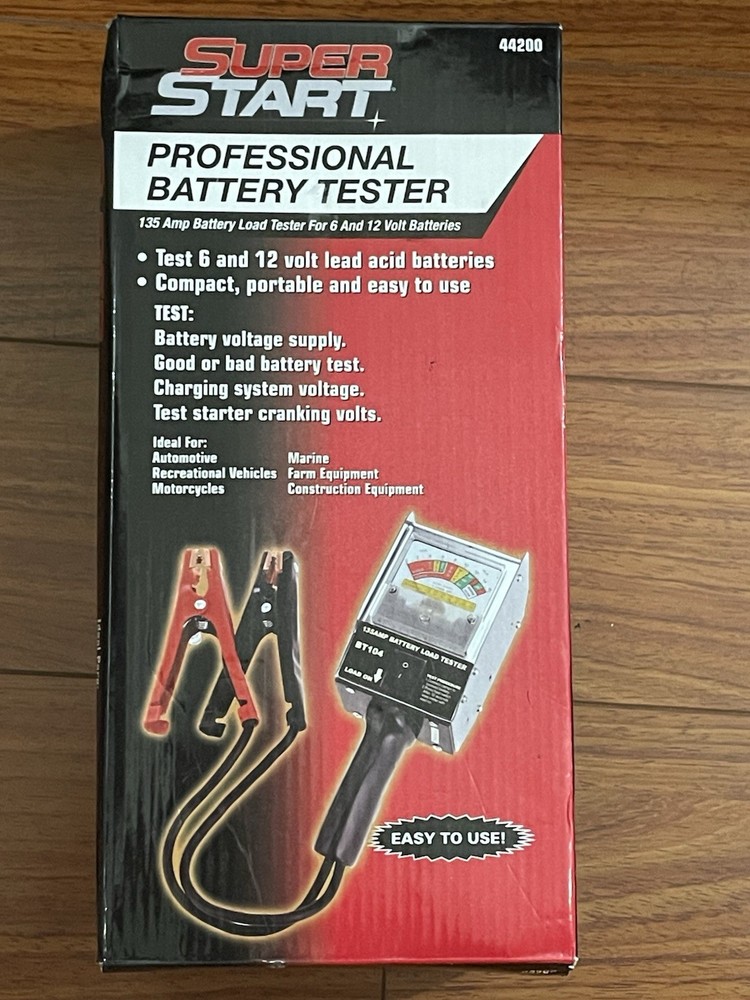 44200
SUPER
START
PROFESSIONAL
BATTERY TESTER
135 Amp Battery Load Tester For 6 And 12 Volt Batteries
• Test 6 and 12 volt lead acid batteries
• Compact, portable and easy to use
TEST:
Battery voltage supply.
Good or bad battery test.
Charging system voltage.
Test starter cranking volts.
Ideal For:
Automotive Marine
Recreational Vehicles Farm Equipment
Motorcycles Construction Equipment
135AMP BATTERY LOAD TESTER
BT104
LOAD ON
EASY TO USE!